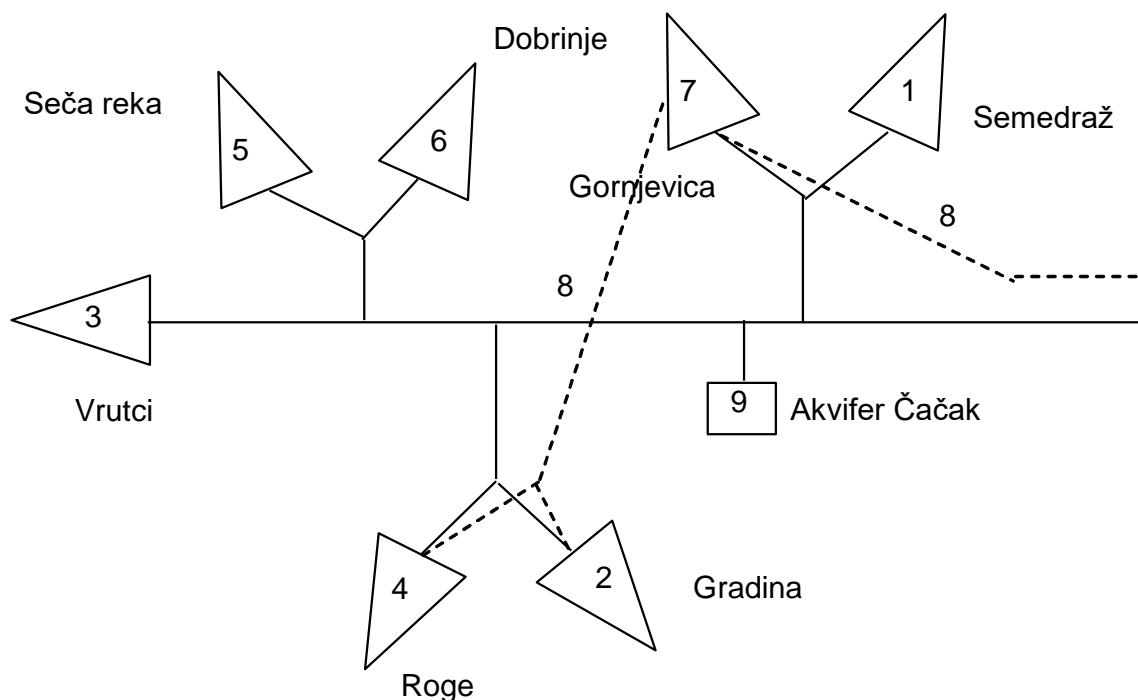 Dobrinje
Seča reka
7
1
Semedraž
5
6
Gornjevica
8
8
3
Vrutci
9
Akvifer Čačak
4
2
Gradina
Roge